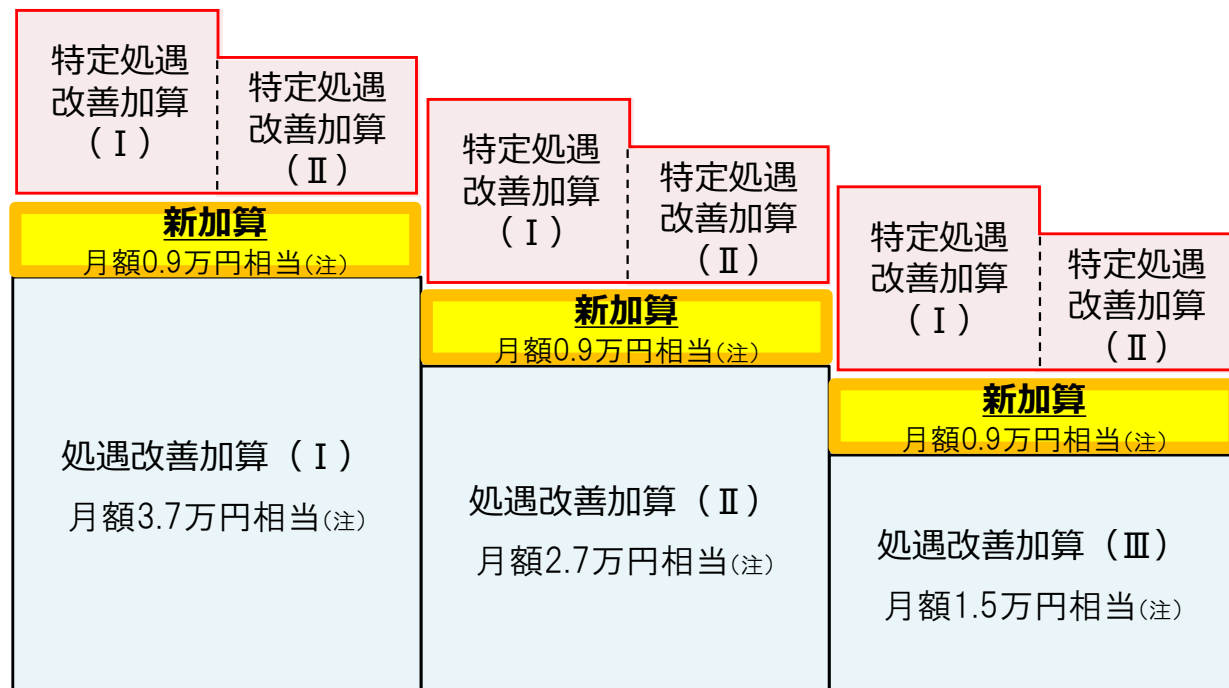 特定処遇
改善加算
(Ⅰ)
特定処遇
改善加算
(Ⅱ)
新加算
月額0.9万円相当(注)
処遇改善加算(Ⅰ)
月額3.7万円相当(注)
特定処遇
改善加算
(Ⅰ)
特定処遇
改善加算
(Ⅱ)
新加算
月額0.9万円相当(注)
処遇改善加算(Ⅱ)
月額2.7万円相当(注)
特定処遇
改善加算
(Ⅰ)
特定処遇
改善加算
(Ⅱ)
新加算
月額0.9万円相当(注)
処遇改善加算(Ⅲ)
月額1.5万円相当(注)